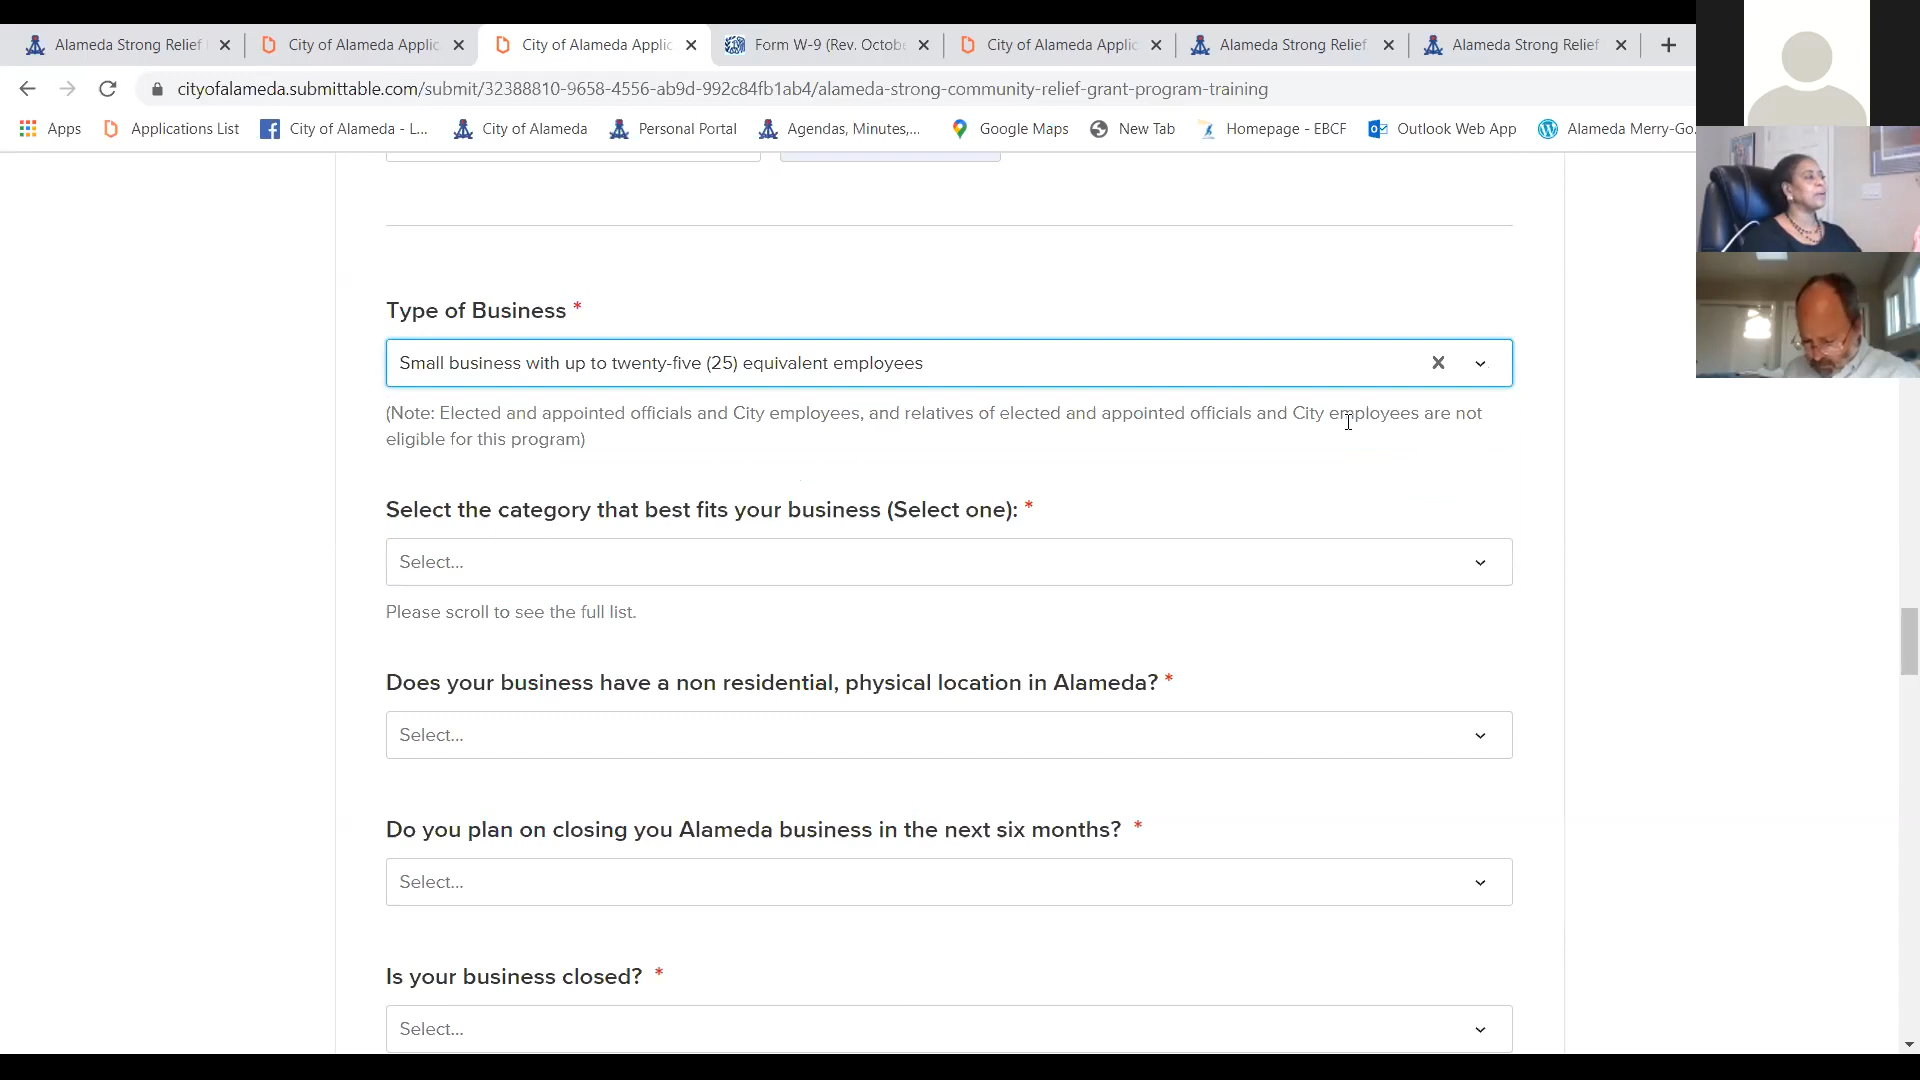 Alameda Strong Relief
City of Alameda Applic
City of Alameda Applic
Form W-9 (Rev. Octobe
City of Alameda Applic
Alameda Strong Relief
Alameda Strong Relief
cityofalameda.submittable.com/submit/32388810-9658-4556-ab9d-992c84fb1ab4/alameda-strong-community-relief-grant-program-training
Apps
Applications List
City of Alameda - L...
City of Alameda
Personal Portal
Agendas, Minutes,...
Google Maps
New Tab
Homepage - EBCF
Outlook Web App
Alameda Merry-Go.
Type of Business *
Small business with up to twenty-five (25) equivalent employees
(Note: Elected and appointed officials and City employees, and relatives of elected and appointed officials and City employees are not
eligible for this program)
Select the category that best fits your business (Select one): *
Select...
Please scroll to see the full list.
Does your business have a non residential, physical location in Alameda? *
Select...
Do you plan on closing you Alameda business in the next six months? *
Select...
Is your business closed? *
Select...